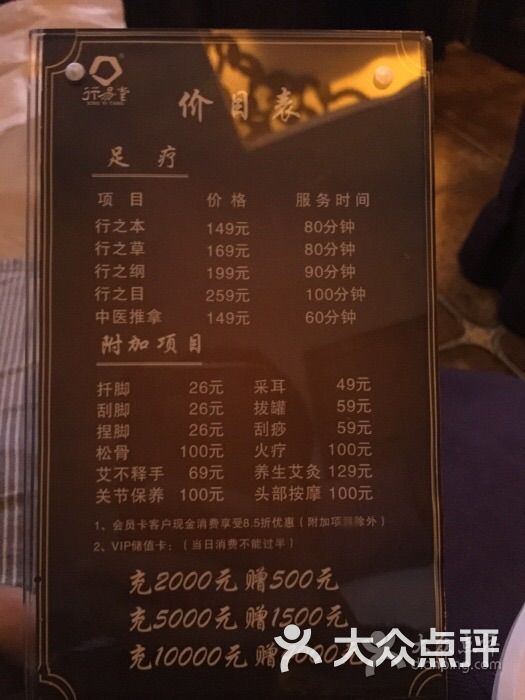 行易堂
XING YI TANG
价目表
足疗
项目 价格 服务时间
行之本 149元 80分钟
行之草 169元 80分钟
行之纲 199元 90分钟
行之目 259元 100分钟
中医推拿 149元 60分钟
附加项目
扦脚 26元 采耳 49元
刮脚 26元 拔罐 59元
捏脚 26元 刮痧 59元
松骨 100元 火疗 100元
艾不释手 69元 养生艾灸 129元
关节保养 100元 头部按摩 100元
1、会员卡客户现金消费享受8.5折优惠（附加项目除外）
2、VIP储值卡：（当日消费不能过半）
充2000元 赠500元
充5000元 赠1500元
充10000元 赠000元
大众点评
dianping.com